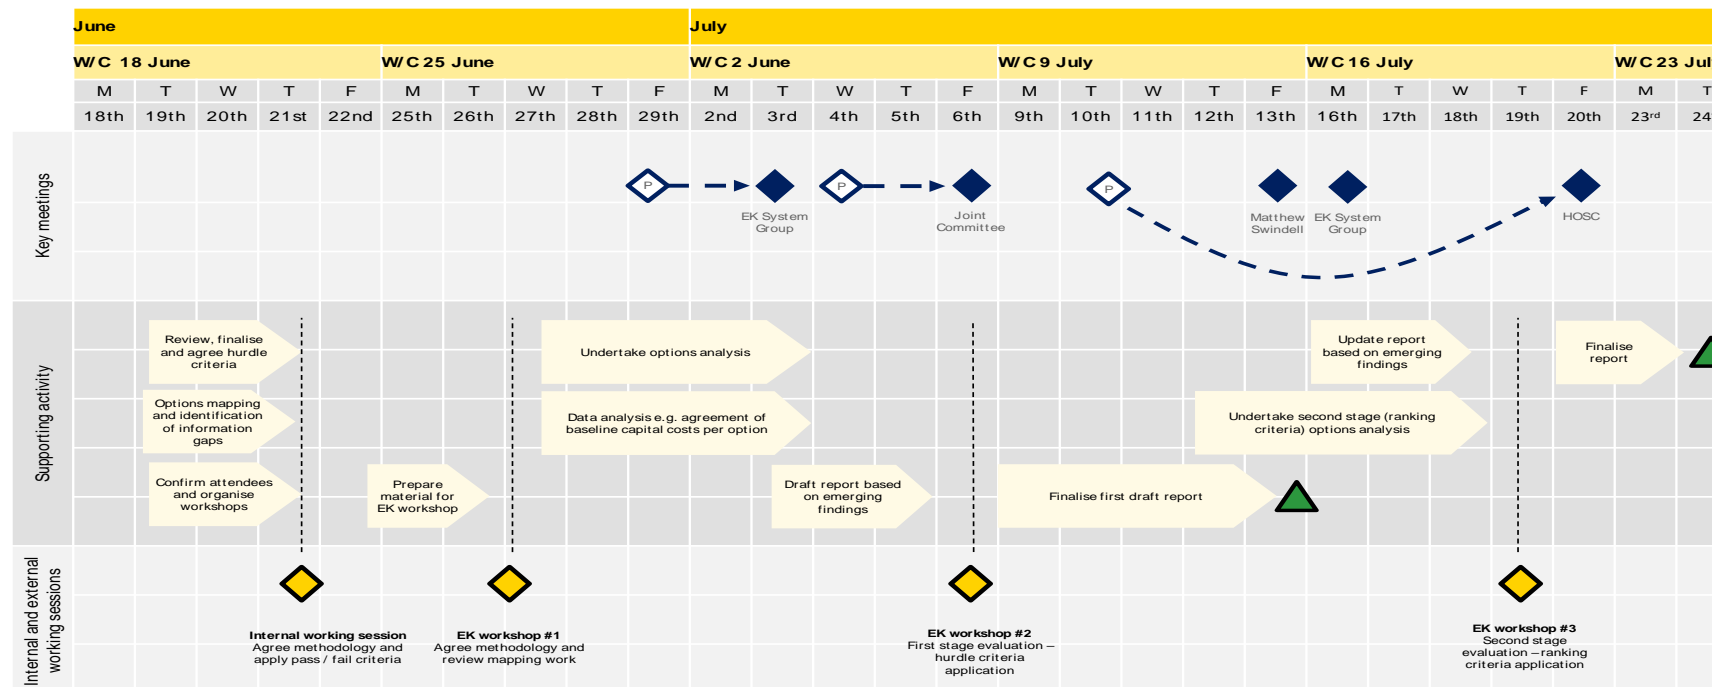 June July
W/C 18 June W/C 25 June W/C 2 June W/C 9 July W/C 16 July W/C 23
M T W T F M T W T F M T W T F M T W T F M T W T F M T
18th 19th 20th 21st 22nd 25th 26th 27th 28th 29th 2nd 3rd 4th 5th 6th 9th 10th 11th 12th 13th 16th 17th 18th 19th 20th 23rd 24
Key meetings
P P P
EK System
Group
Joint
Committee
Matthew
Swindell
EK System
Group
HOSC
Supporting activity
Review, finalise
and agree hurdle
criteria
Undertake options analysis
Update report
based on emerging
findings
Finalise
report
Options mapping
and identification
of information
gaps
Data analysis e.g. agreement of
baseline capital costs per option
Undertake second stage (ranking
criteria) options analysis
Confirm attendees
and organise
workshops
Prepare
material for
EK workshop
Draft report based
on emerging
findings
Finalise first draft report
Internal and external
working sessions
Internal working session
Agree methodology and
apply pass / fail criteria
EK workshop #1
Agree methodology and
review mapping work
EK workshop #2
First stage evaluation –
hurdle criteria
application
EK workshop #3
Second stage
evaluation – ranking
criteria application